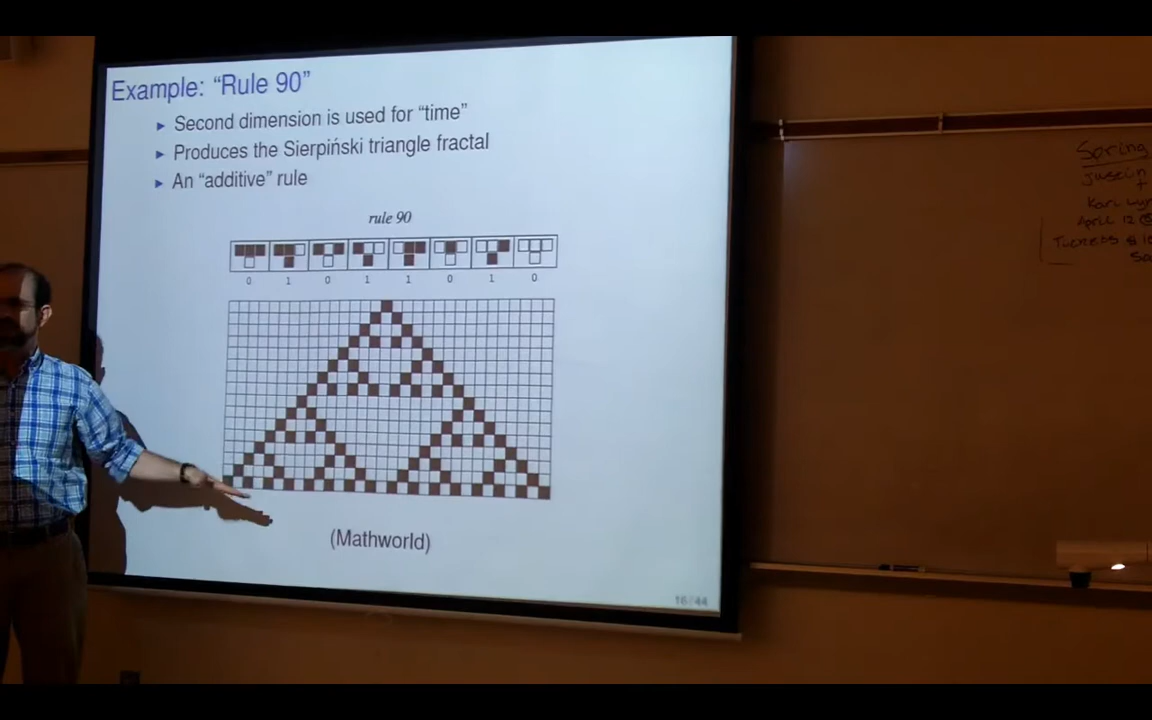 Example: “Rule 90”
► Second dimension is used for “time”
► Produces the Sierpiński triangle fractal
► An “additive” rule
rule 90
0 1 0 1 1 0 1 0
(Mathworld)
16/44
Spring
+
April 12